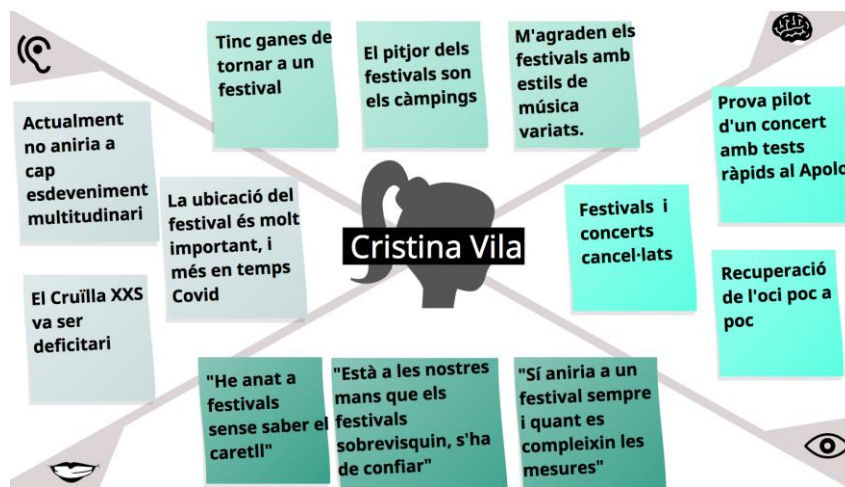 Tinc ganes de
tornar a un
festival
El pitjor dels
festivals son
els càmpings
M'agraden els
festivals amb
estils de
música
variats.
Actualment
no aniria a
cap
esdeveniment
multitudinari
La ubicació del
festival és molt
important, i
més en temps
Covid
El Cruïlla XXS
va ser
deficitari
Cristina Vila
Prova pilot
d'un concert
amb tests
ràpids al Apolo
Festivals i
concerts
cancel·lats
Recuperació
de l'oci poc a
poc
"He anat a
festivals
sense saber el
caretll"
"Està a les nostres
mans que els
festivals
sobrevisquin, s'ha
de confiar"
"Sí aniria a un
festival sempre
i quant es
compleixin les
mesures"